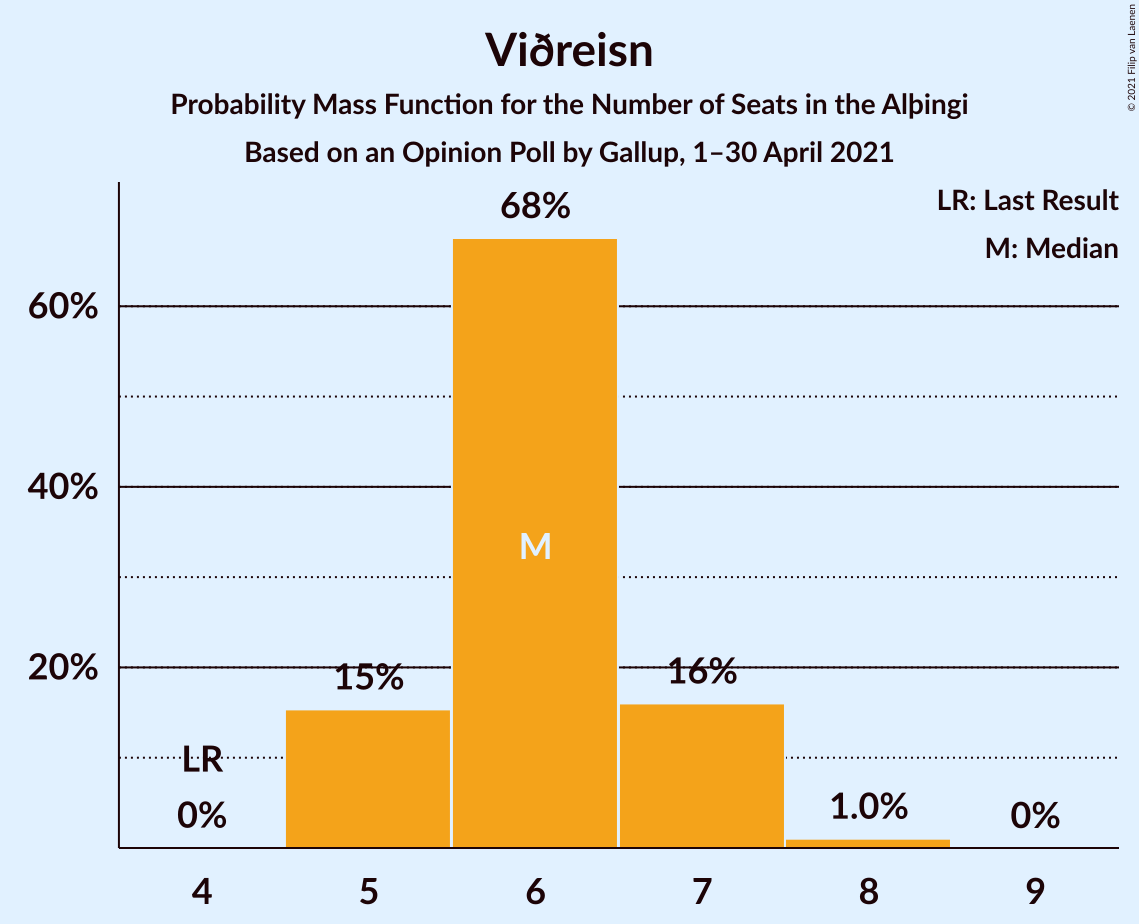 Viðreisn
Probability Mass Function for the Number of Seats in the Alþingi
Based on an Opinion Poll by Gallup, 1–30 April 2021
© 2021 Filip van Laenen
LR: Last Result
M: Median
68%
60%
40%
M
20%
15%
16%
LR
0%
1.0%
0%
4 5 6 7 8 9